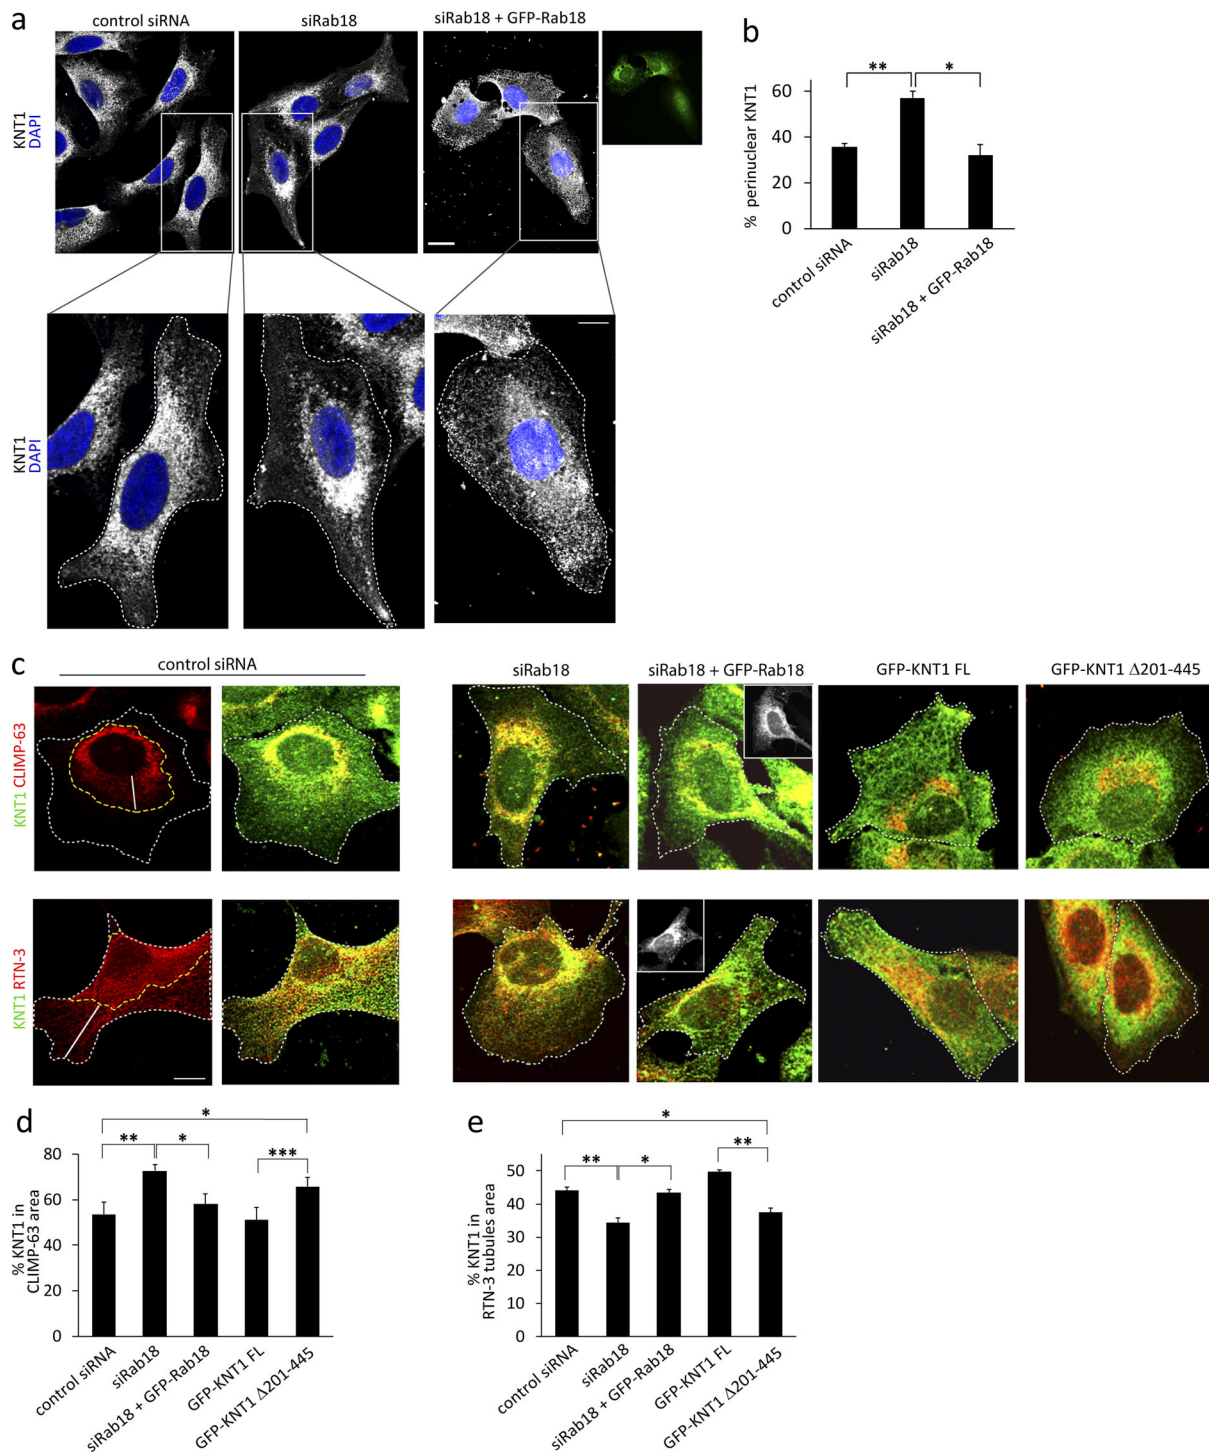 a
control siRNA
siRab18
siRab18 + GFP-Rab18
KNT1
DAPI
KNT1
DAPI
b
% perinuclear KNT1
60
40
20
0
**
*
control siRNA
siRab18
siRab18 + GFP-Rab18
c
control siRNA
siRab18
siRab18 + GFP-Rab18
GFP-KNT1 FL
GFP-KNT1 Δ201-445
KNT1 CLIMP-63
KNT1 RTN-3
d
% KNT1 in
CLIMP-63 area
80
60
40
20
0
*
**
*
***
control siRNA
siRab18
siRab18 + GFP-Rab18
GFP-KNT1 FL
GFP-KNT1 Δ201-445
e
% KNT1 in
RTN-3 tubules area
50
40
30
20
10
0
*
**
*
**
control siRNA
siRab18
siRab18 + GFP-Rab18
GFP-KNT1 FL
GFP-KNT1 Δ201-445